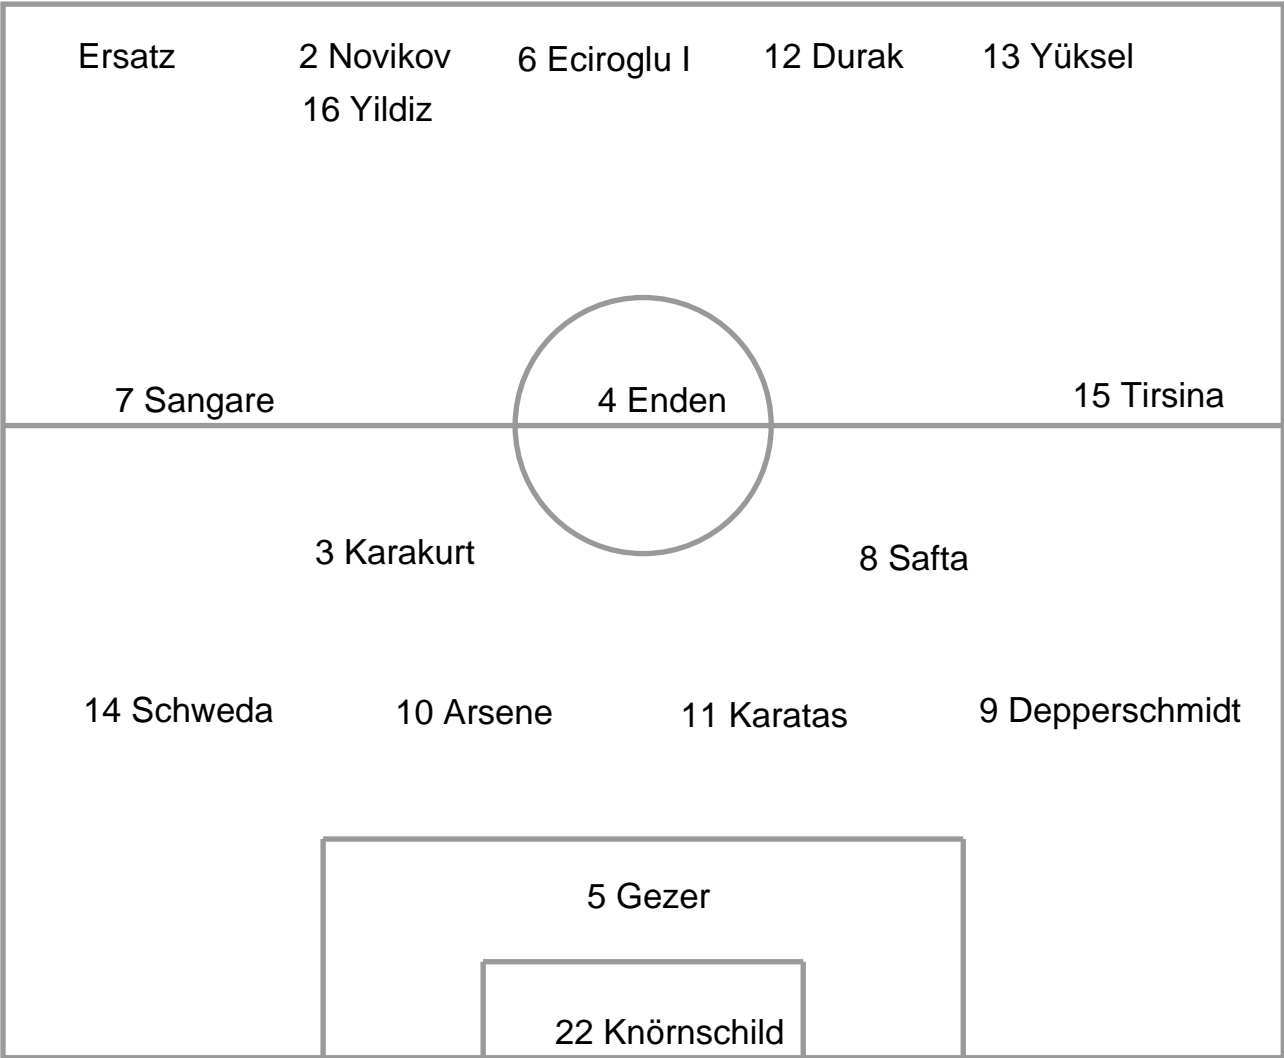 Ersatz 2 Novikov 6 Eciroglu I 12 Durak 13 Yüksel
16 Yildiz
7 Sangare 4 Enden 15 Tirsina
3 Karakurt 8 Safta
14 Schweda 10 Arsene 11 Karatas 9 Depperschmidt
5 Gezer
22 Knörnschild